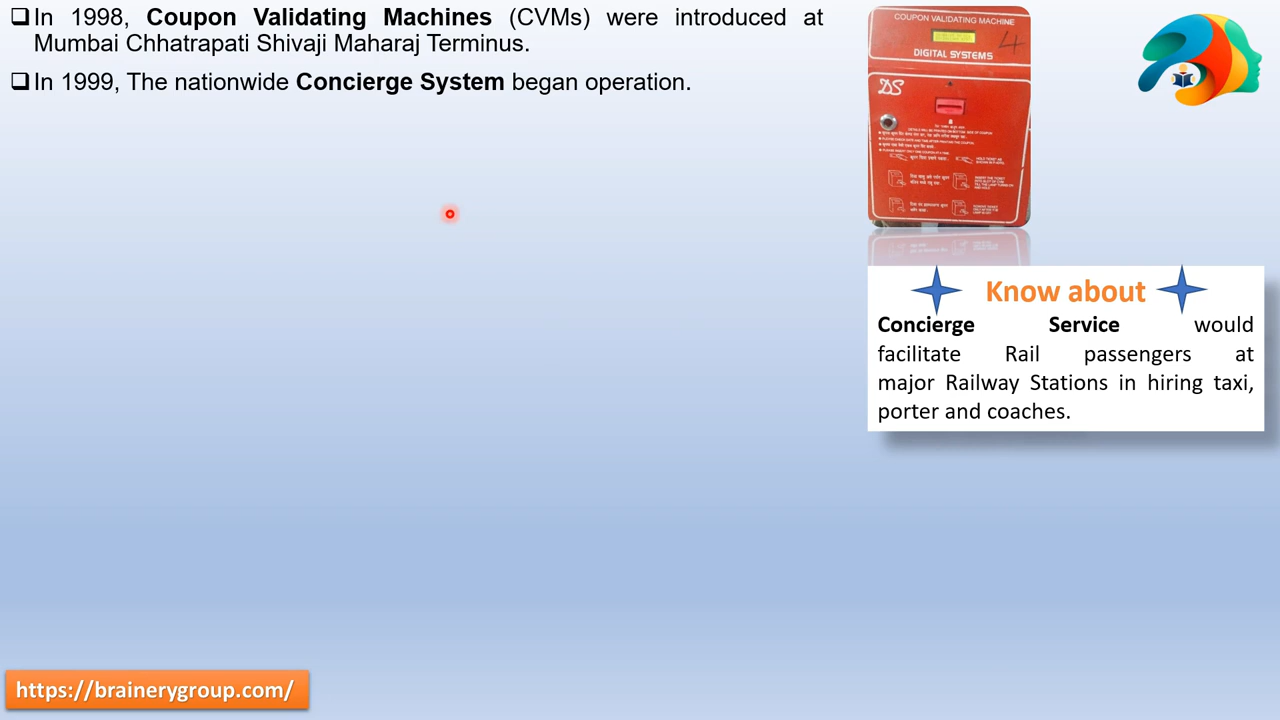 In 1998, Coupon Validating Machines (CVMs) were introduced at
Mumbai Chhatrapati Shivaji Maharaj Terminus.
In 1999, The nationwide Concierge System began operation.
COUPON VALIDATING MACHINE
4
DIGITAL SYSTEMS
DS
Know about
Concierge Service would
facilitate Rail passengers at
major Railway Stations in hiring taxi,
porter and coaches.
https://brainerygroup.com/